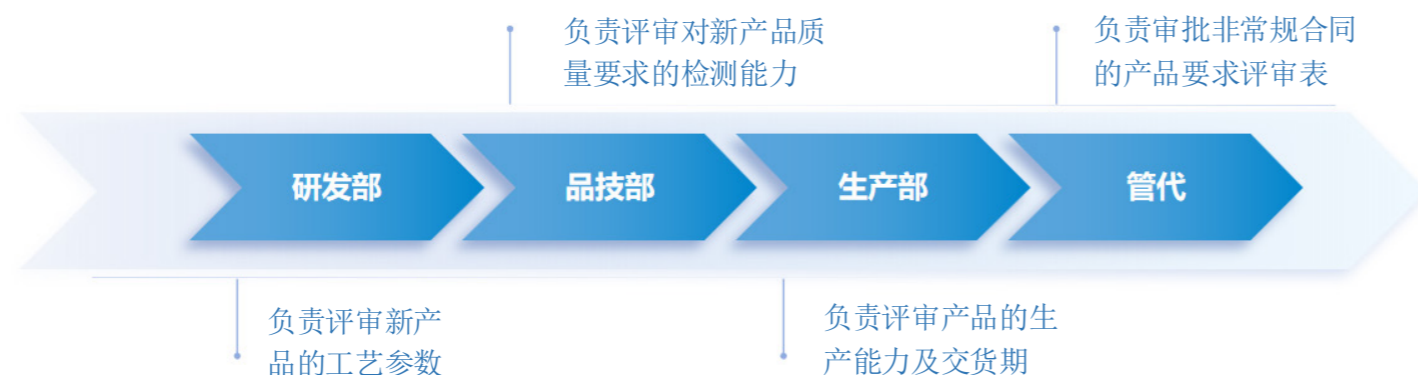 负责评审对新产品质
量要求的检测能力
负责审批非常规合同
的产品要求评审表
研发部
品技部
生产部
管代
负责评审新产
品的工艺参数
负责评审产品的生
产能力及交货期